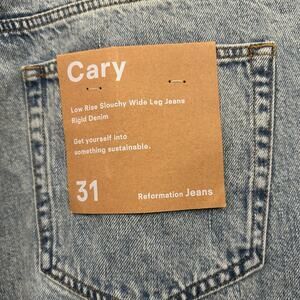 Cary
Low Rise Slouchy Wide Leg Jeans
Rigid Denim
Get yourself into
something sustainable.
31
Reformation Jeans